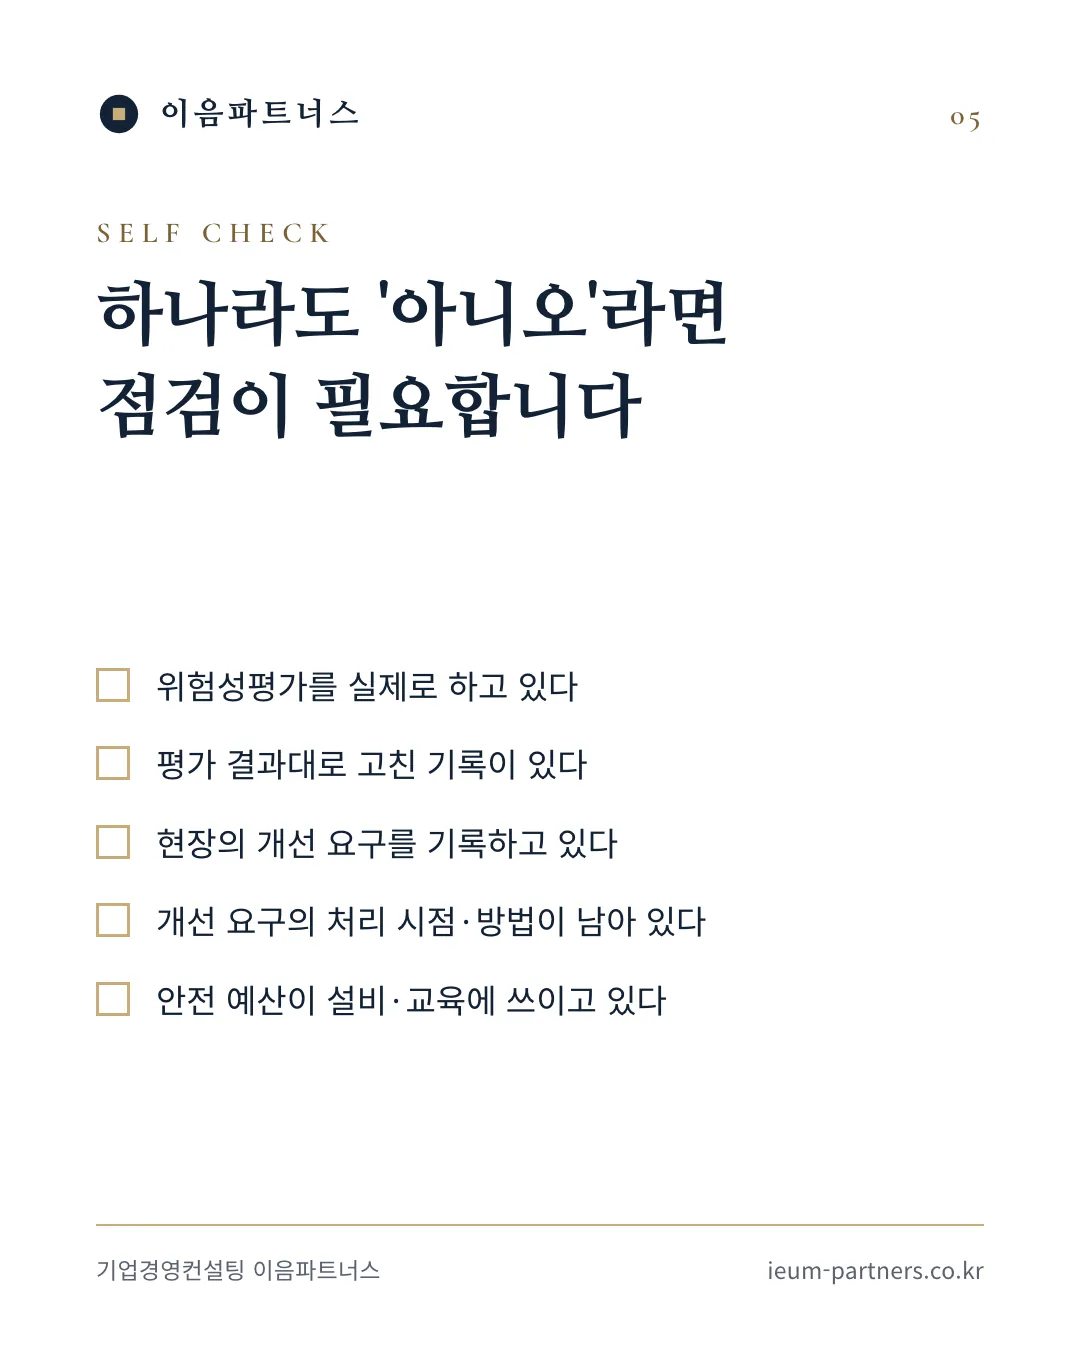 이음파트너스
05
SELF CHECK
하나라도 '아니오'라면
점검이 필요합니다
위험성평가를 실제로 하고 있다
평가 결과대로 고친 기록이 있다
현장의 개선 요구를 기록하고 있다
개선 요구의 처리 시점·방법이 남아 있다
안전 예산이 설비·교육에 쓰이고 있다
기업경영컨설팅 이음파트너스
ieum-partners.co.kr